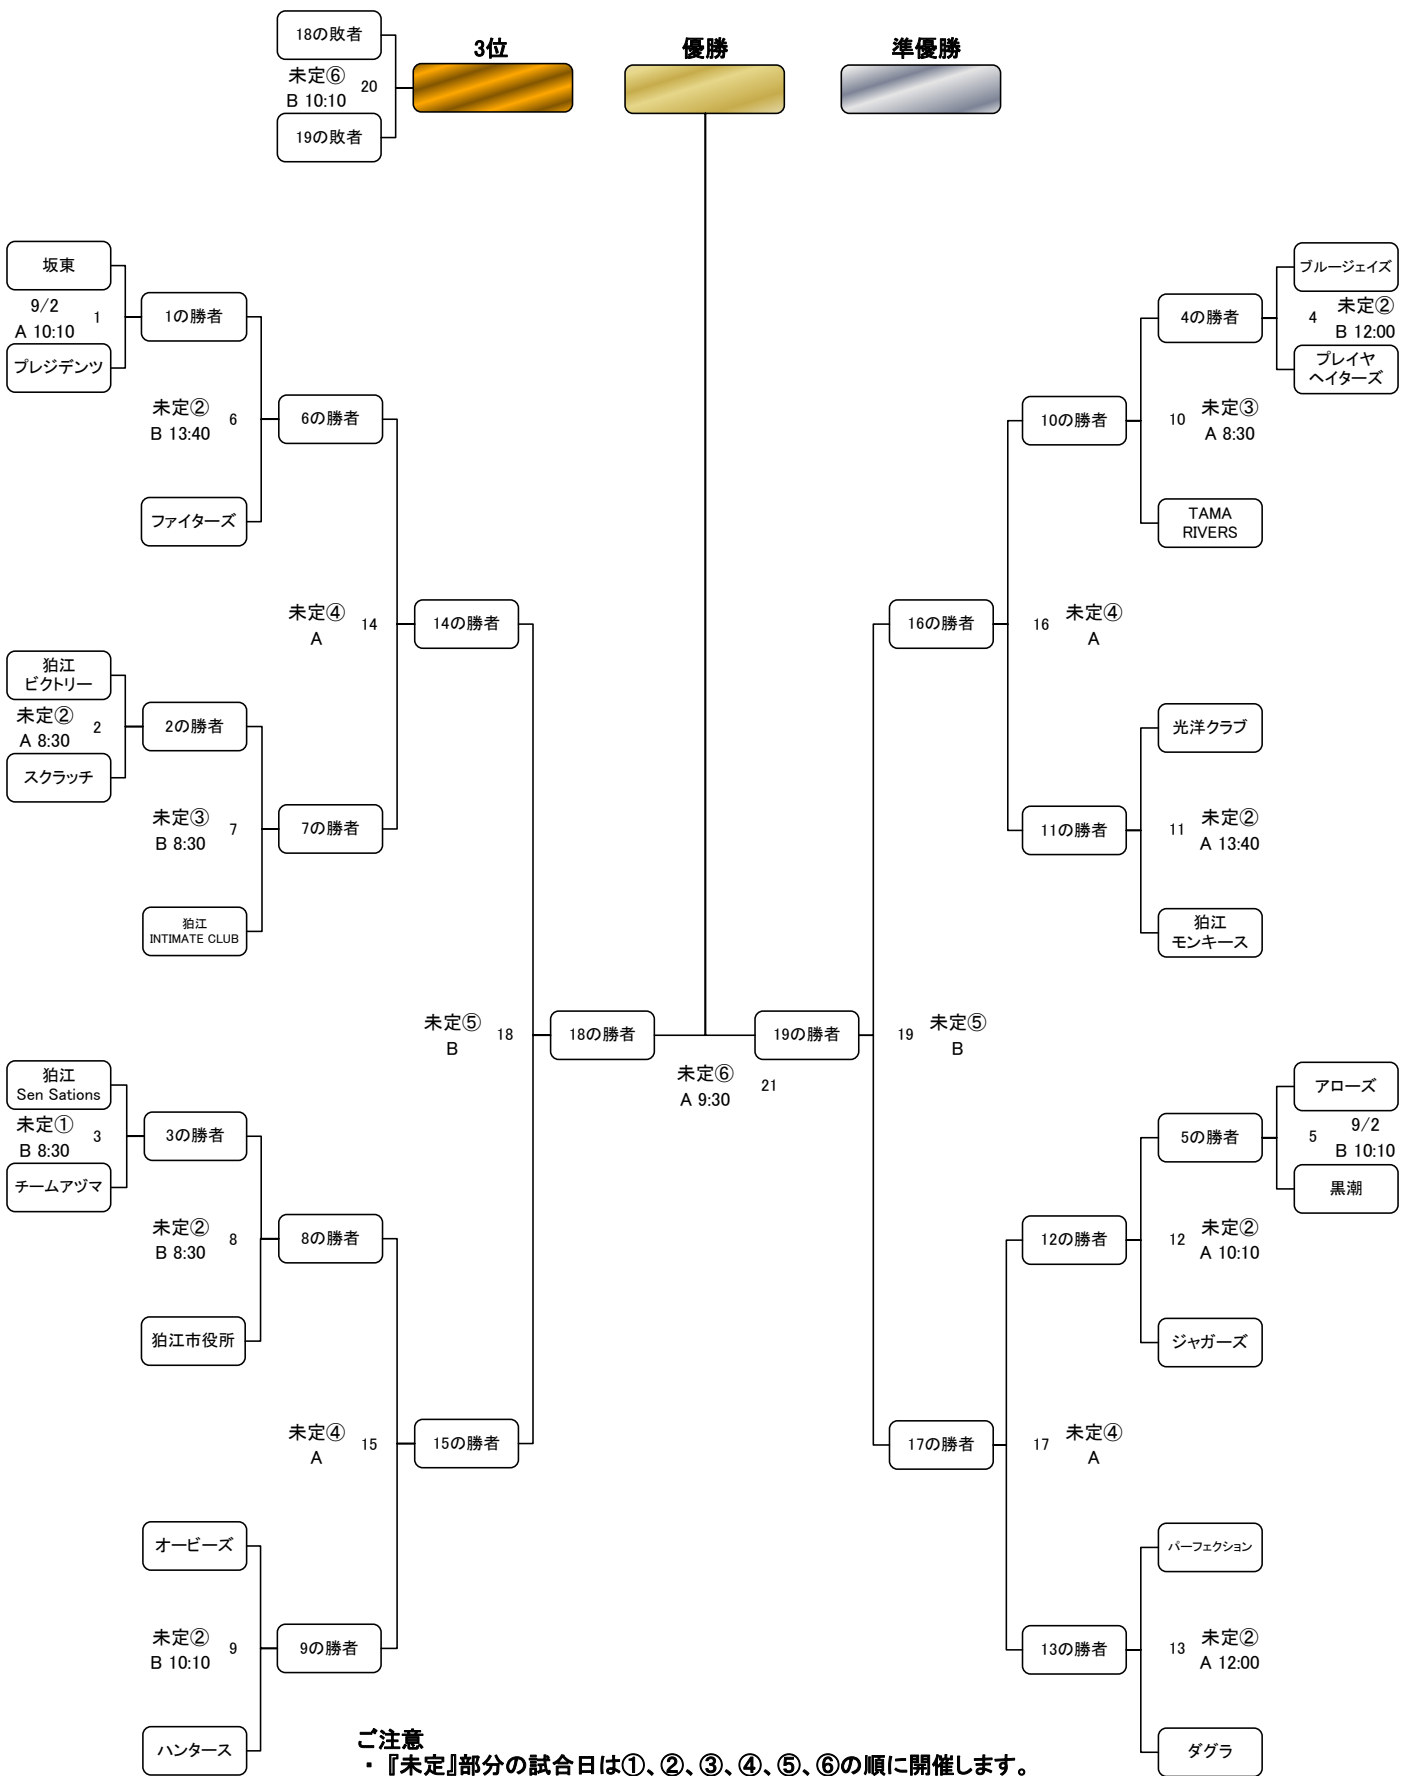 18の敗者
未定⑥
20
B 10:10
19の敗者
3位
優勝
準優勝
坂東
9/2
1
A 10:10
プレジデンツ
1の勝者
未定②
6
B 13:40
ファイターズ
6の勝者
未定④
14
A
14の勝者
狛江
ビクトリー
未定②
2
A 8:30
スクラッチ
2の勝者
未定③
7
B 8:30
狛江
INTIMATE CLUB
7の勝者
未定⑤
18
B
18の勝者
狛江
Sen Sations
未定①
3
B 8:30
チームアヅマ
3の勝者
未定②
8
B 8:30
狛江市役所
8の勝者
未定④
15
A
15の勝者
オービーズ
未定②
9
B 10:10
ハンタース
9の勝者
未定⑥
21
A 9:30
19の勝者
19
未定⑤
B
16の勝者
16
未定④
A
10の勝者
10
未定③
A 8:30
4の勝者
ブルージェイズ
4
未定②
B 12:00
プレイヤ
ヘイターズ
TAMA
RIVERS
11の勝者
光洋クラブ
11
未定②
A 13:40
狛江
モンキース
17の勝者
17
未定④
A
12の勝者
12
未定②
A 10:10
5の勝者
アローズ
5
9/2
B 10:10
黒潮
ジャガーズ
13の勝者
パーフェクション
13
未定②
A 12:00
ダグラ
ご注意
・『未定』部分の試合日は①、②、③、④、⑤、⑥の順に開催します。